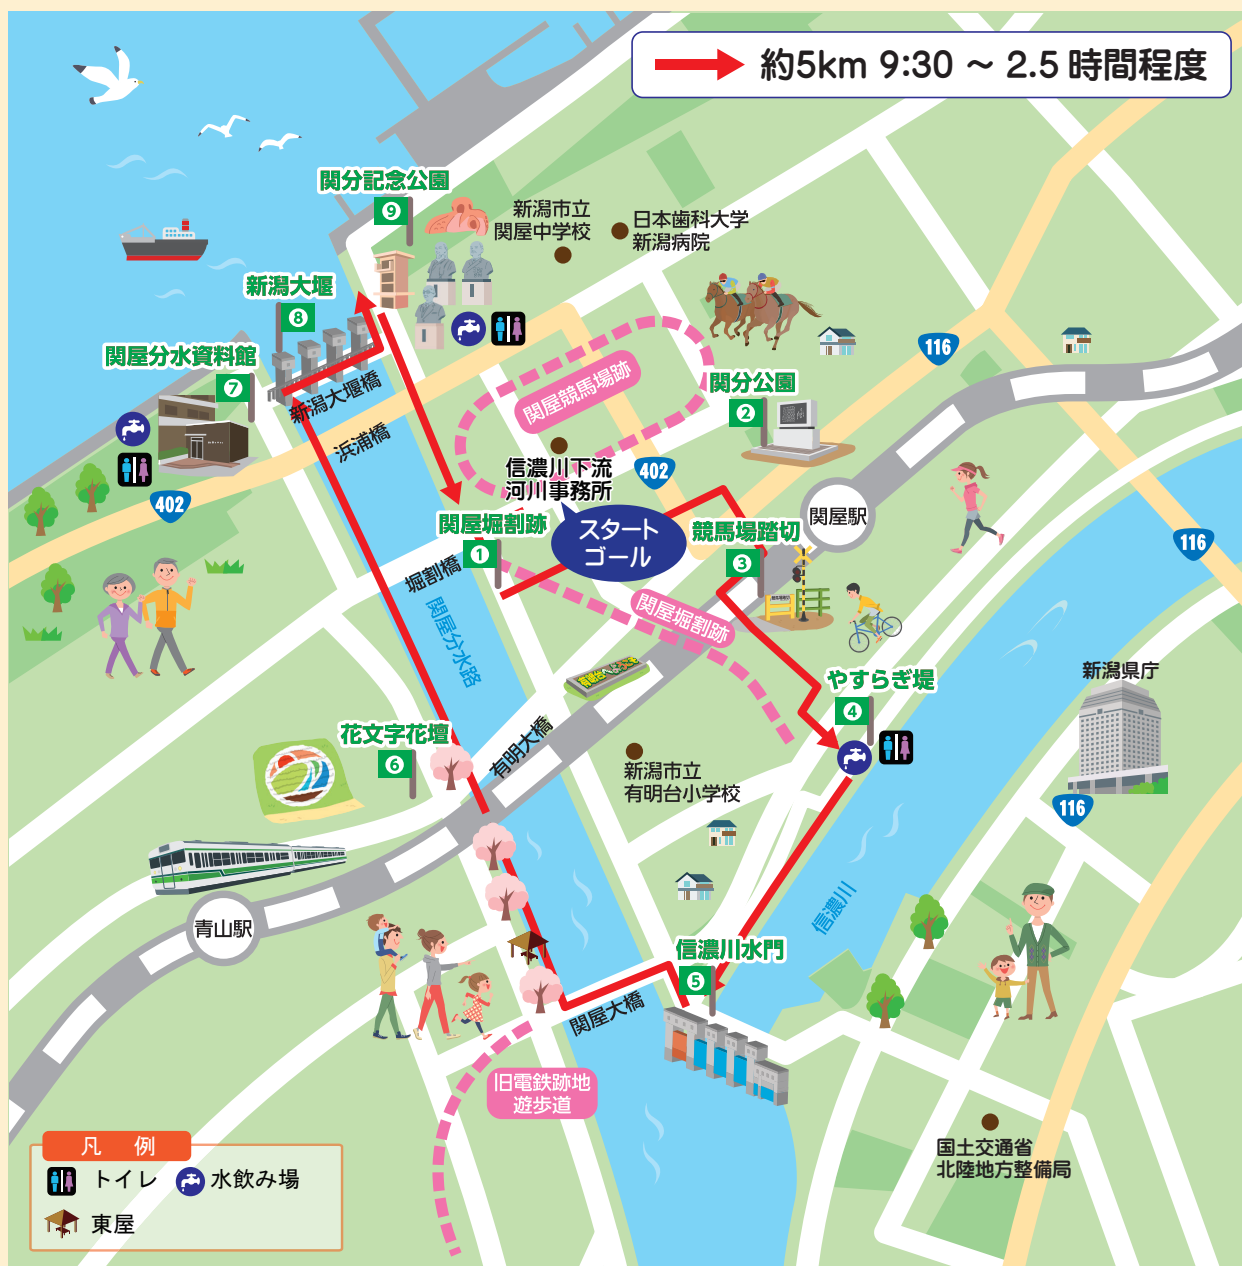 約5km 9:30 ～ 2.5 時間程度
関分記念公園
9
新潟市立
関屋中学校
日本歯科大学
新潟病院
新潟大堰
8
関屋分水資料館
7
新潟大堰橋
浜浦橋
402
関屋競馬場跡
116
関分公園
2
信濃川下流
河川事務所
402
スタート
ゴール
関屋堀割跡
1
堀割橋
競馬場踏切
3
関屋駅
116
関屋分水路
関屋堀割跡
やすらぎ堤
4
新潟県庁
116
花文字花壇
6
有明大橋
新潟市立
有明台小学校
青山駅
信濃川
信濃川水門
5
関屋大橋
旧電鉄跡地
遊歩道
国土交通省
北陸地方整備局
凡 例
トイレ
水飲み場
東屋